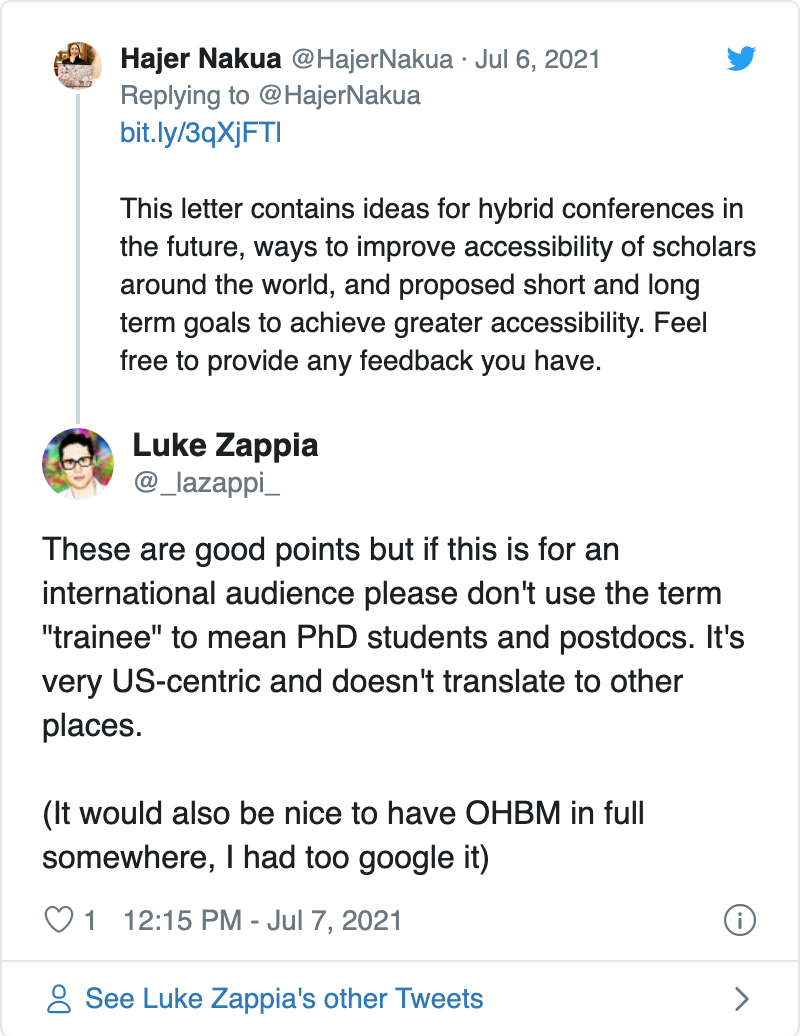 Hajer Nakua @HajerNakua · Jul 6, 2021
Replying to @HajerNakua
bit.ly/3qXjFTl
This letter contains ideas for hybrid conferences in
the future, ways to improve accessibility of scholars
around the world, and proposed short and long
term goals to achieve greater accessibility. Feel
free to provide any feedback you have.
Luke Zappia
@_lazappi_
These are good points but if this is for an
international audience please don't use the term
"trainee" to mean PhD students and postdocs. It's
very US-centric and doesn't translate to other
places.
(It would also be nice to have OHBM in full
somewhere, I had too google it)
1 12:15 PM - Jul 7, 2021
See Luke Zappia's other Tweets